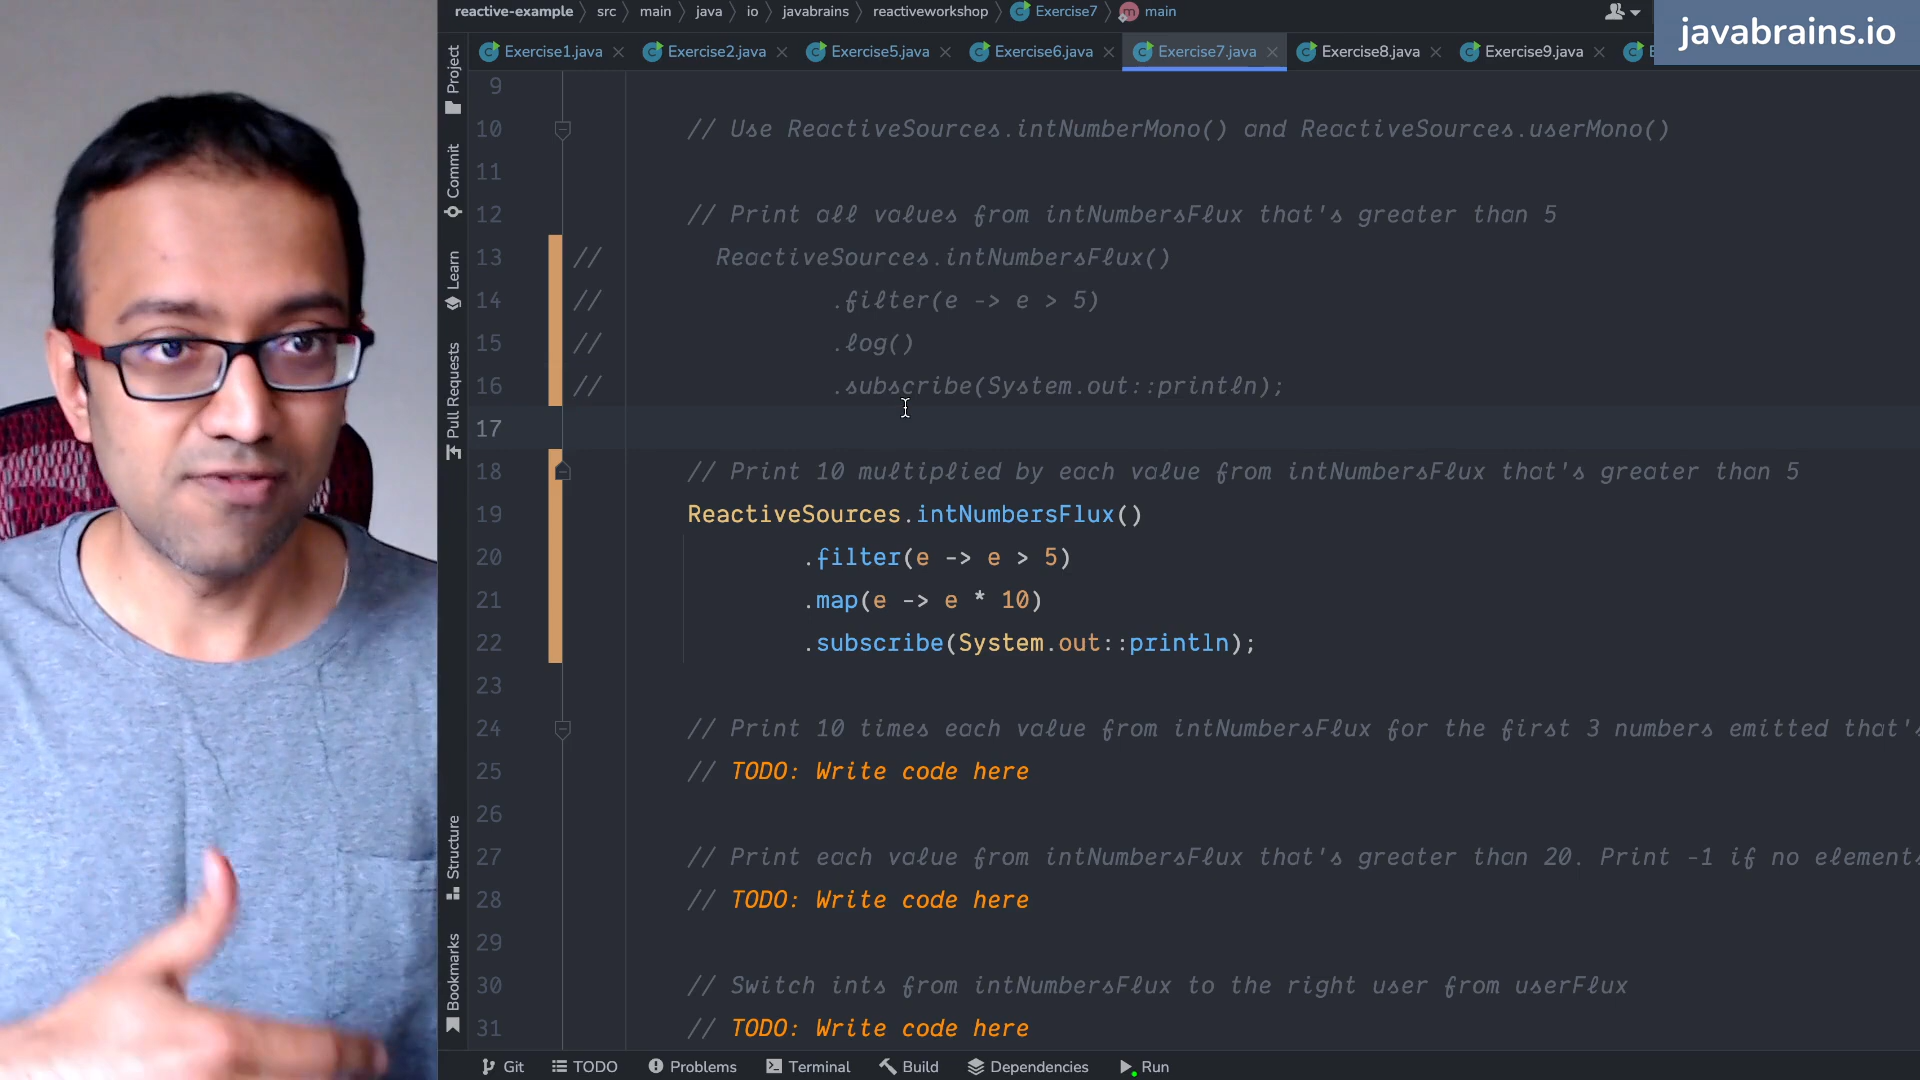 reactive-example src main java io javabrains reactiveworkshop Exercise7 main
javabrains.io
Exercise1.java Exercise2.java Exercise5.java Exercise6.java Exercise7.java Exercise8.java Exercise9.java
Project
Commit
Learn
Pull Requests
Structure
Bookmarks
9
10 // Use ReactiveSources.intNumberMono() and ReactiveSources.userMono()
11
12 // Print all values from intNumbersFlux that's greater than 5
13 // ReactiveSources.intNumbersFlux()
14 // .filter(e -> e > 5)
15 // .log()
16 // .subscribe(System.out::println);
17
18 // Print 10 multiplied by each value from intNumbersFlux that's greater than 5
19 ReactiveSources.intNumbersFlux()
20 .filter(e -> e > 5)
21 .map(e -> e * 10)
22 .subscribe(System.out::println);
23
24 // Print 10 times each value from intNumbersFlux for the first 3 numbers emitted that's
25 // TODO: Write code here
26
27 // Print each value from intNumbersFlux that's greater than 20. Print -1 if no elements
28 // TODO: Write code here
29
30 // Switch ints from intNumbersFlux to the right user from userFlux
31 // TODO: Write code here
Git TODO Problems Terminal Build Dependencies Run